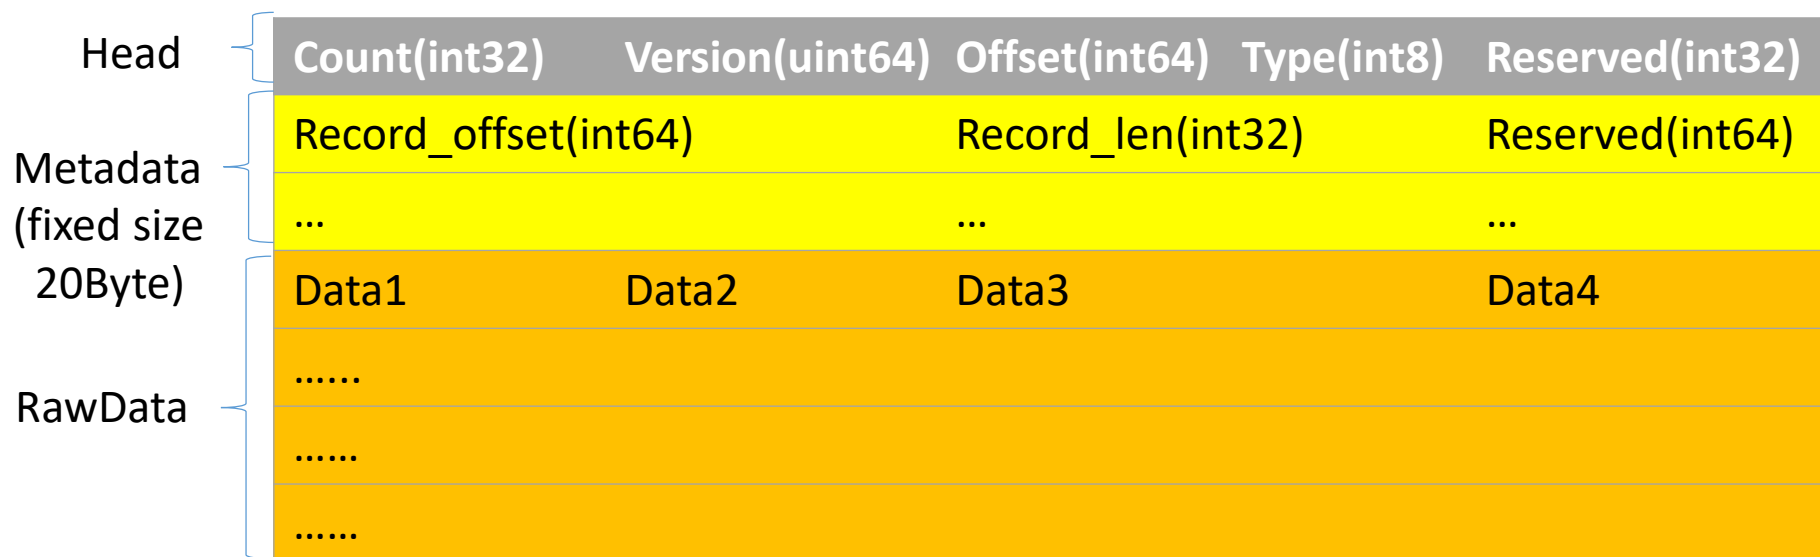 Head
Count(int32) Version(uint64) Offset(int64) Type(int8) Reserved(int32)
Metadata
(fixed size
20Byte)
Record_offset(int64) Record_len(int32) Reserved(int64)
... ... ...
RawData
Data1 Data2 Data3 Data4
......
......
......